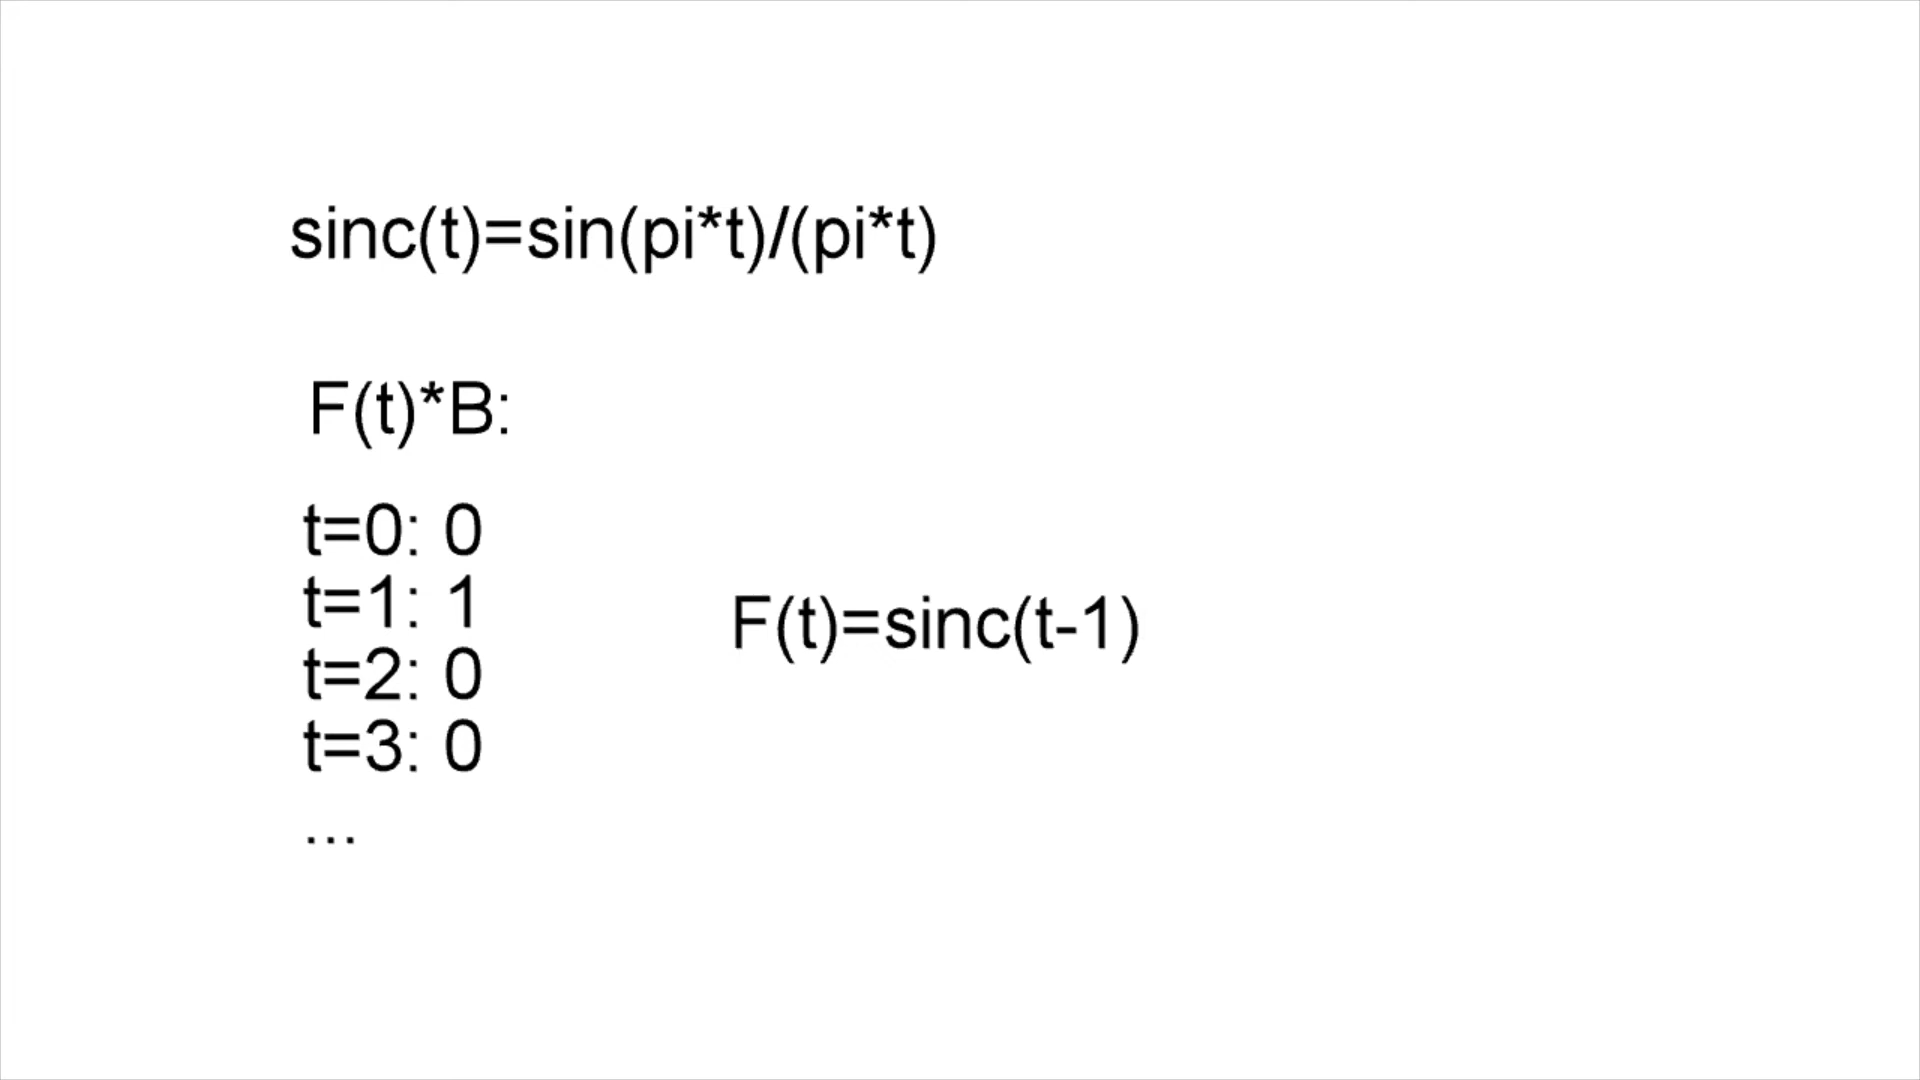 sinc(t)=sin(pi*t)/(pi*t)
F(t)*B:
t=0: 0
t=1: 1
t=2: 0
t=3: 0
...
F(t)=sinc(t-1)